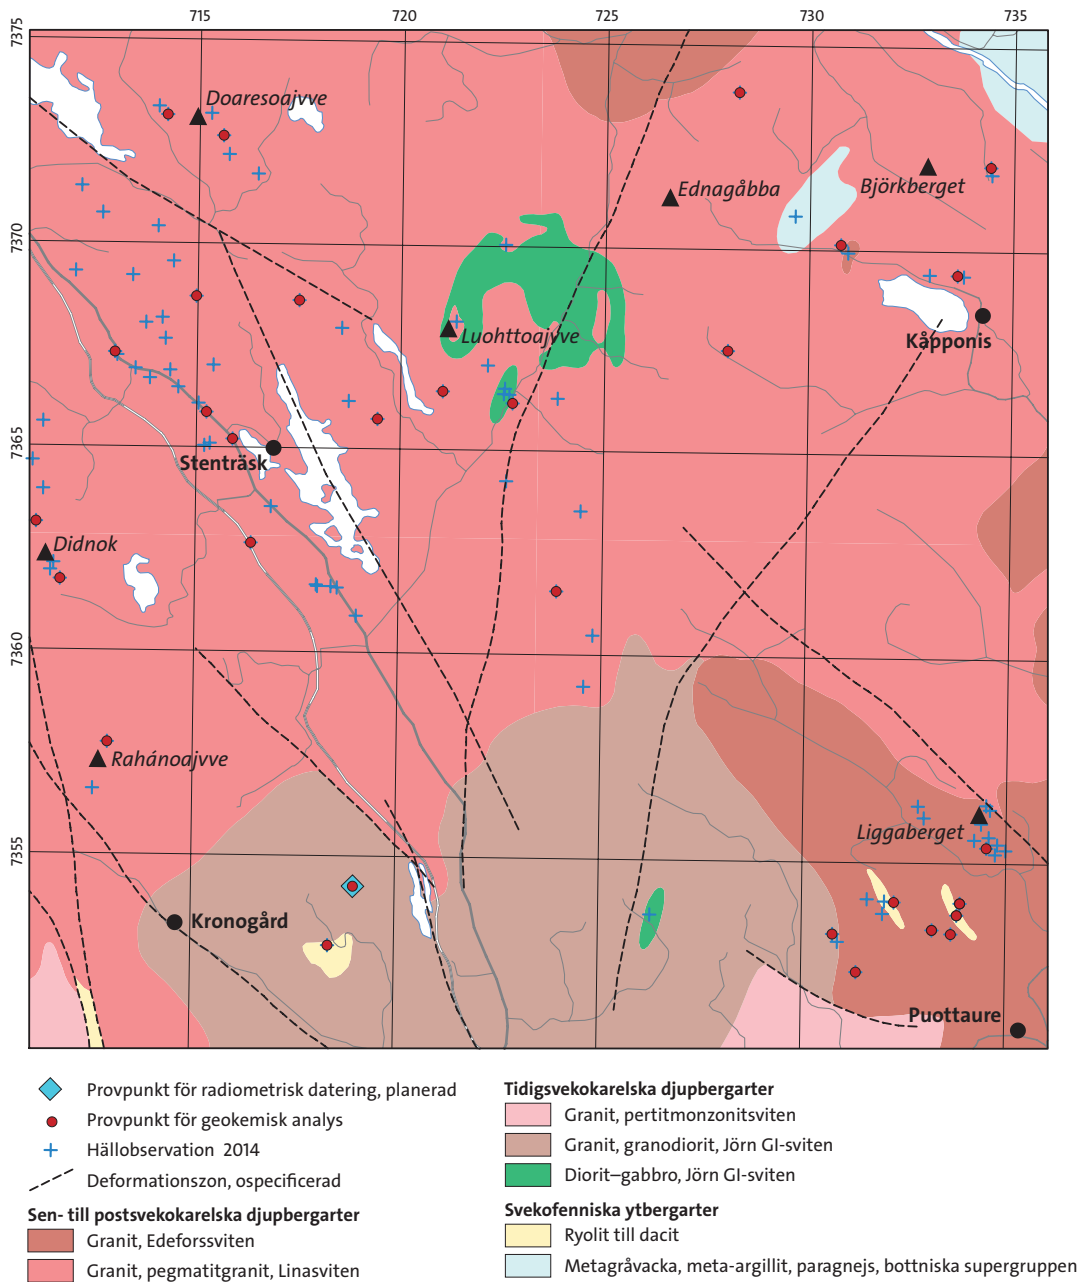 715 720 725 730 735
7375
Doaresoajvve
Ednagåbba
Björkberget
7370
Luohttoajvve
Kåpponis
7365
Stenträsk
Didnok
7360
Rahánoajvve
Liggaberget
7355
Kronogård
Puottaure
Provpunkt för radiometrisk datering, planerad
Provpunkt för geokemisk analys
Hällobservation 2014
Deformationszon, ospecificerad
Sen- till postsvekokarelska djupbergarter
Granit, Edeforssviten
Granit, pegmatitgranit, Linasviten
Tidigsvekokarelska djupbergarter
Granit, pertitmonzonitsviten
Granit, granodiorit, Jörn GI-sviten
Diorit–gabbro, Jörn GI-sviten
Svekofenniska ytbergarter
Ryolit till dacit
Metagråvacka, meta-argillit, paragnejs, bottniska supergruppen